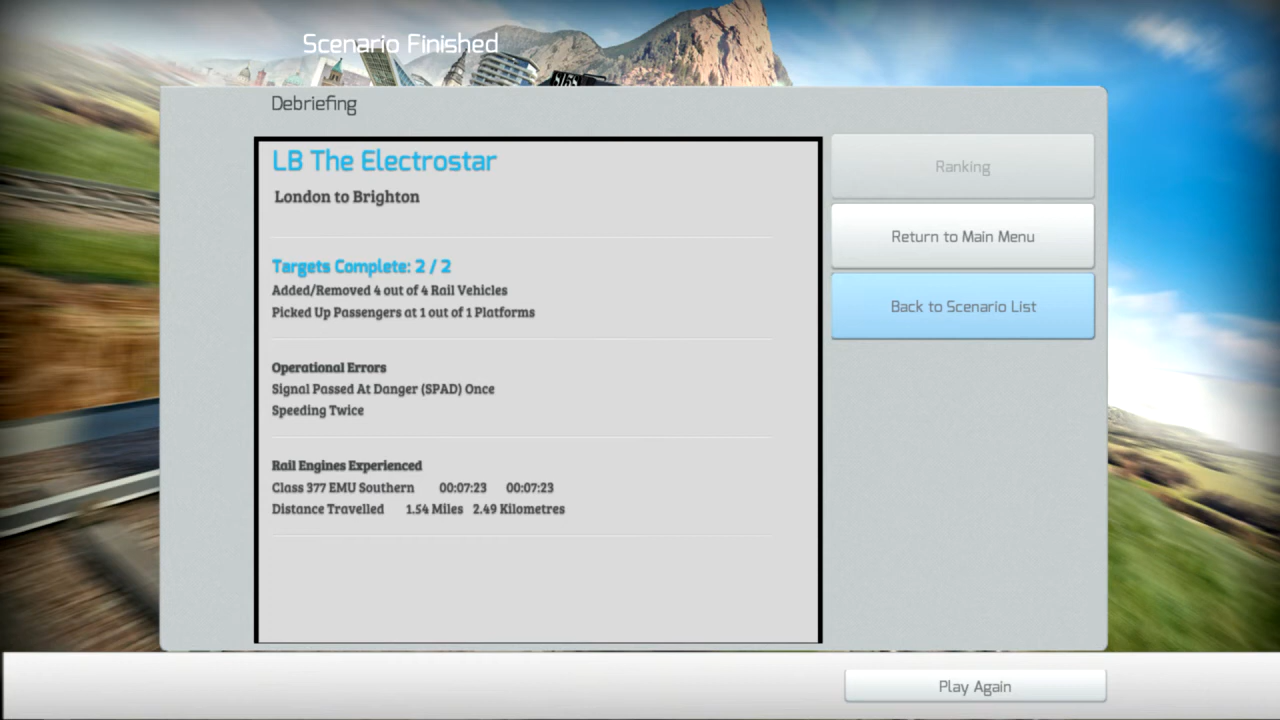 Scenario Finished
Debriefing
LB The Electrostar
London to Brighton
Targets Complete: 2 / 2
Added/Removed 4 out of 4 Rail Vehicles
Picked Up Passengers at 1 out of 1 Platforms
Operational Errors
Signal Passed At Danger (SPAD) Once
Speeding Twice
Rail Engines Experienced
Class 377 EMU Southern 00:07:23 00:07:23
Distance Travelled 1.54 Miles 2.49 Kilometres
Ranking
Return to Main Menu
Back to Scenario List
Play Again